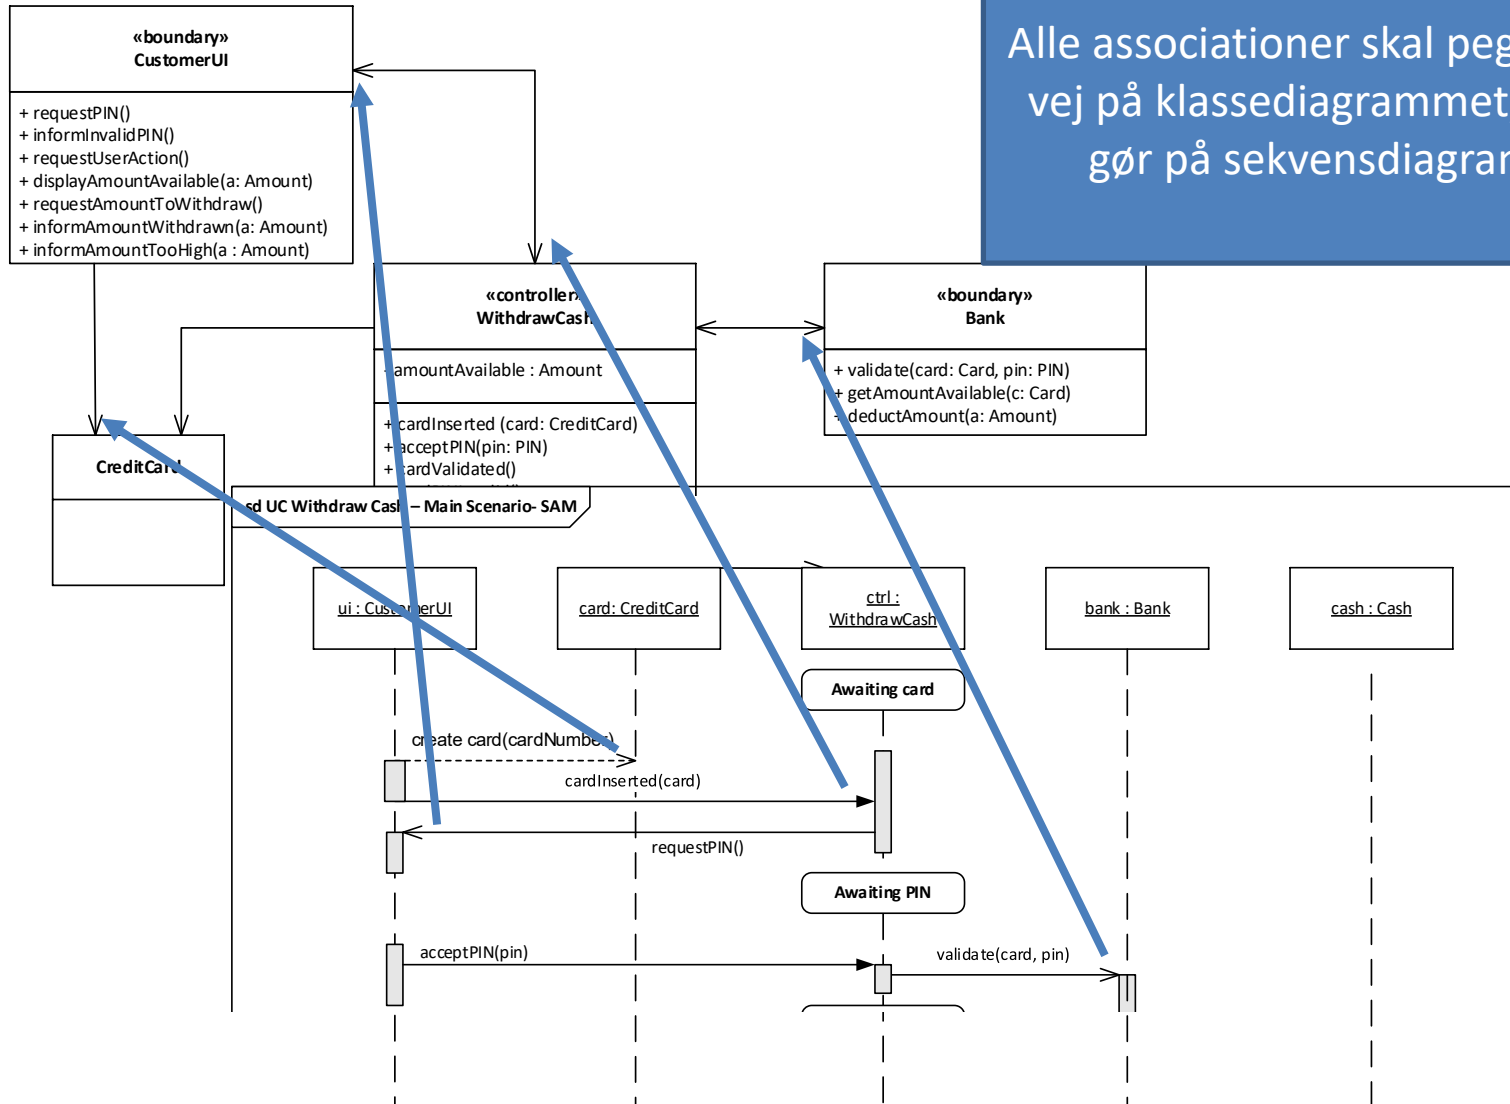 «boundary»
CustomerUI
+ requestPIN()
+ informInvalidPIN()
+ requestUserAction()
+ displayAmountAvailable(a: Amount)
+ requestAmountToWithdraw()
+ informAmountWithdrawn(a: Amount)
+ informAmountTooHigh(a : Amount)
Alle associationer skal
vej på klassediagrammet
gør på
«controller»
WithdrawCash
amountAvailable : Amount
+ cardInserted (card: CreditCard)
+ acceptPIN(pin: PIN)
+ cardValidated()
«boundary»
Bank
+ validate(card: Card, pin: PIN)
+ getAmountAvailable(c: Card)
+ deductAmount(a: Amount)
CreditCard
sd UC Withdraw Cash – Main Scenario- SAM
ui : CustomerUI
card: CreditCard
ctrl :
WithdrawCash
bank : Bank
cash : Cash
Awaiting card
create card(cardNumber)
cardInserted(card)
requestPIN()
Awaiting PIN
acceptPIN(pin)
validate(card, pin)